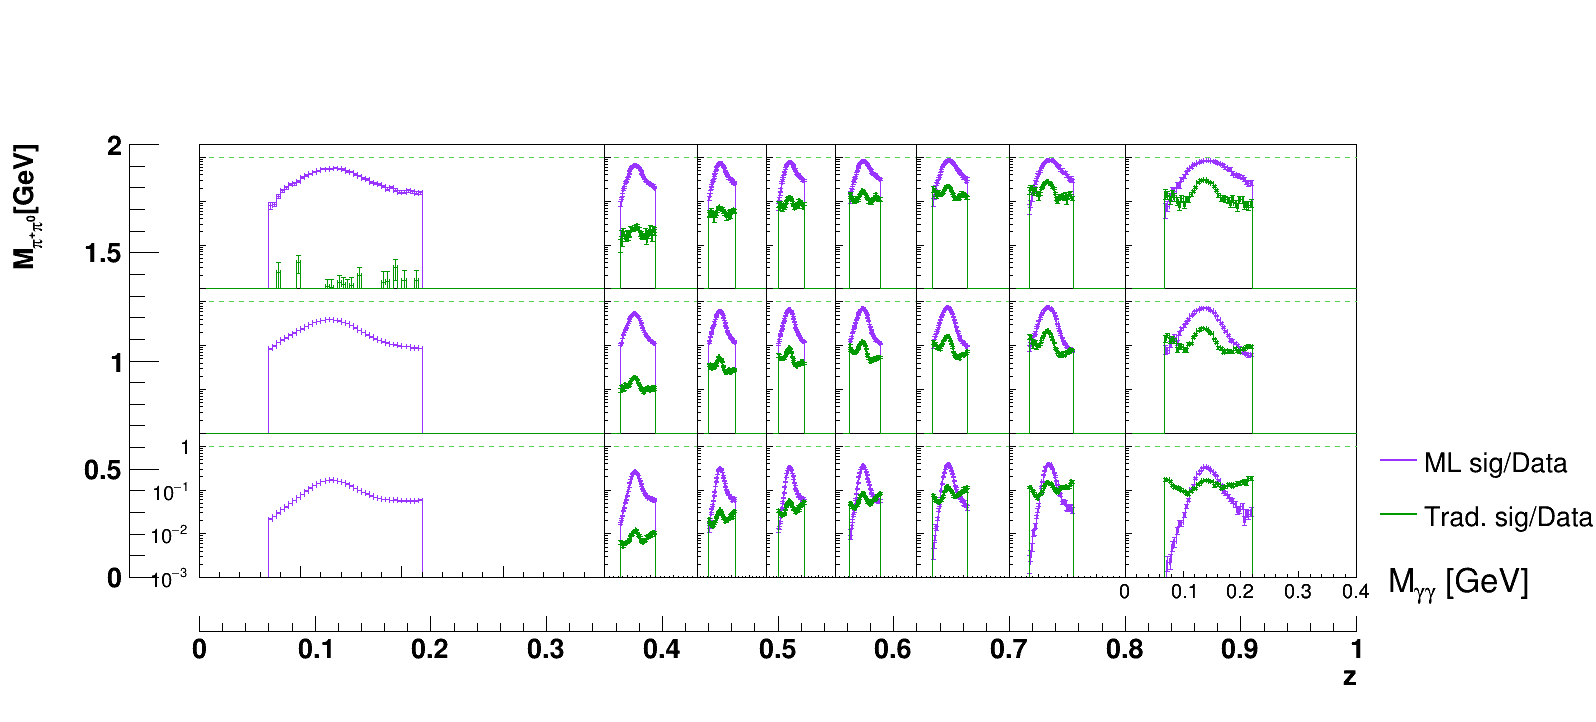 M_{π⁺π⁰} [GeV]
2
1.5
1
0.5
0
1
10⁻¹
10⁻²
10⁻³
ML sig/Data
Trad. sig/Data
0 0.1 0.2 0.3 0.4
M_{γγ} [GeV]
0 0.1 0.2 0.3 0.4 0.5 0.6 0.7 0.8 0.9 1
z